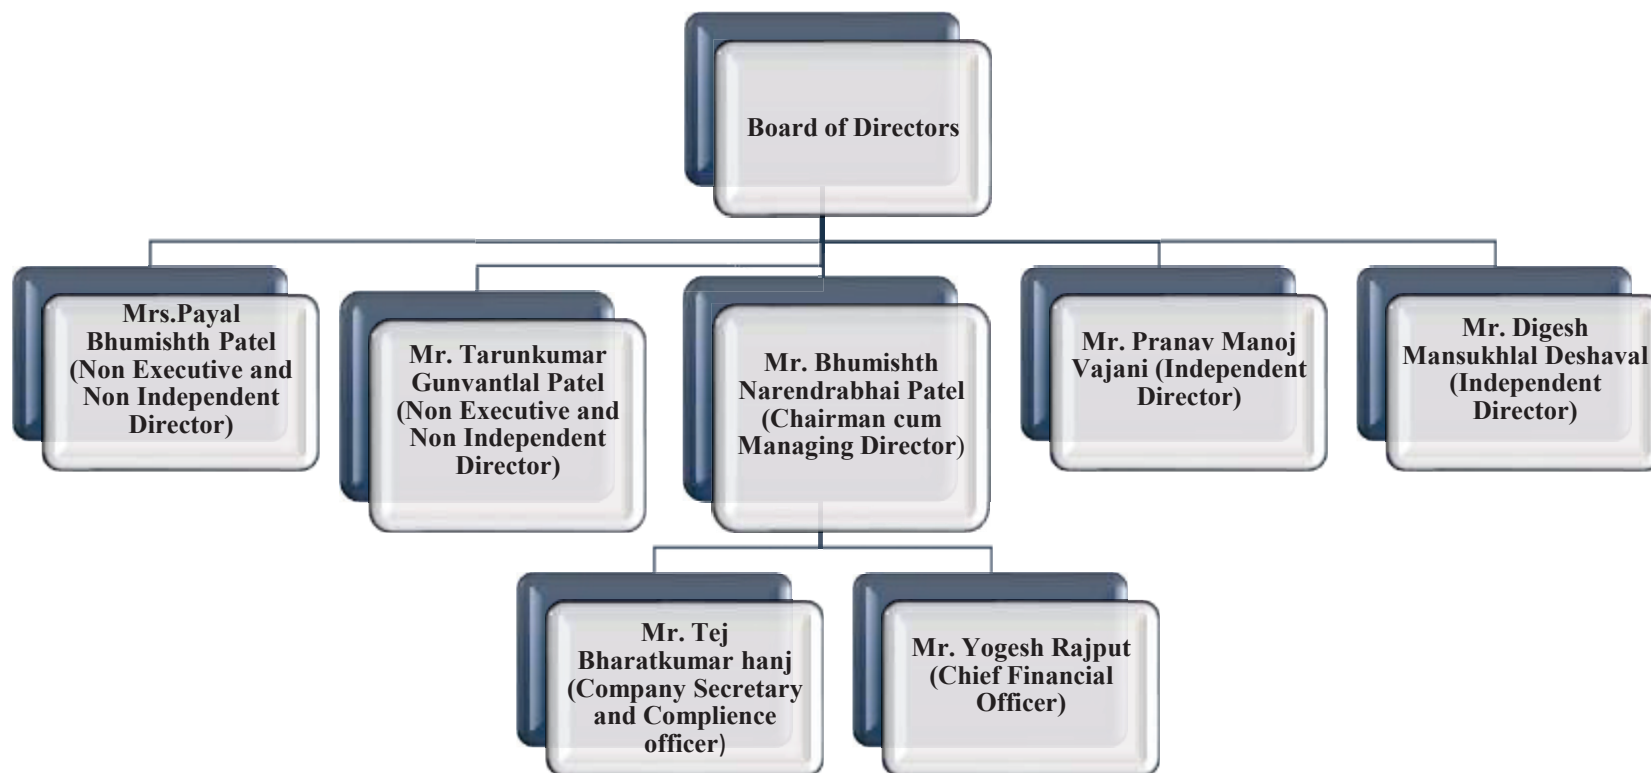 Board of Directors
Mrs.Payal
Bhumishth Patel
(Non Executive and
Non Independent
Director)
Mr. Tarunkumar
Gunvantlal Patel
(Non Executive and
Non Independent
Director)
Mr. Bhumishth
Narendrabhai Patel
(Chairman cum
Managing Director)
Mr. Pranav Manoj
Vajani (Independent
Director)
Mr. Digesh
Mansukhlal Deshaval
(Independent
Director)
Mr. Tej
Bharatkumar hanj
(Company Secretary
and Complience
officer)
Mr. Yogesh Rajput
(Chief Financial
Officer)